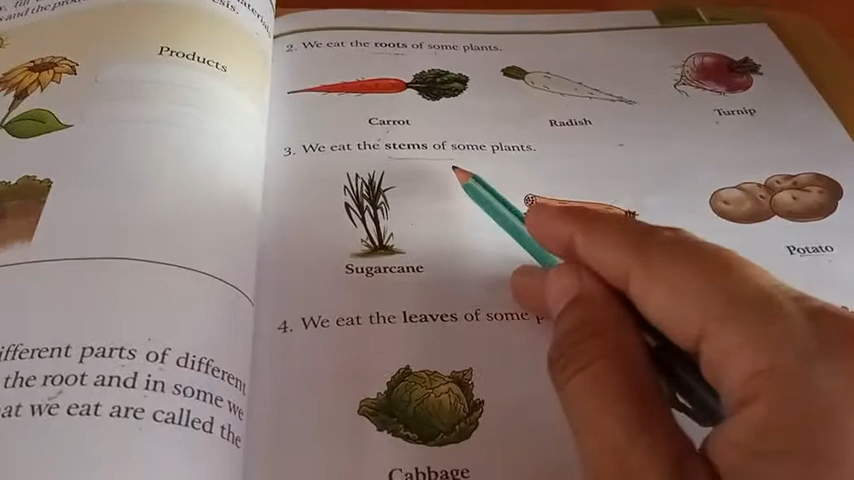 Products
ifferent parts of different
the root and in some
at we eat are called the
2. We eat the roots of some plants.
Carrot
Radish
Turnip
3. We eat the stems of some plants.
Sugarcane
Potato
4. We eat the leaves of some
Cabbage